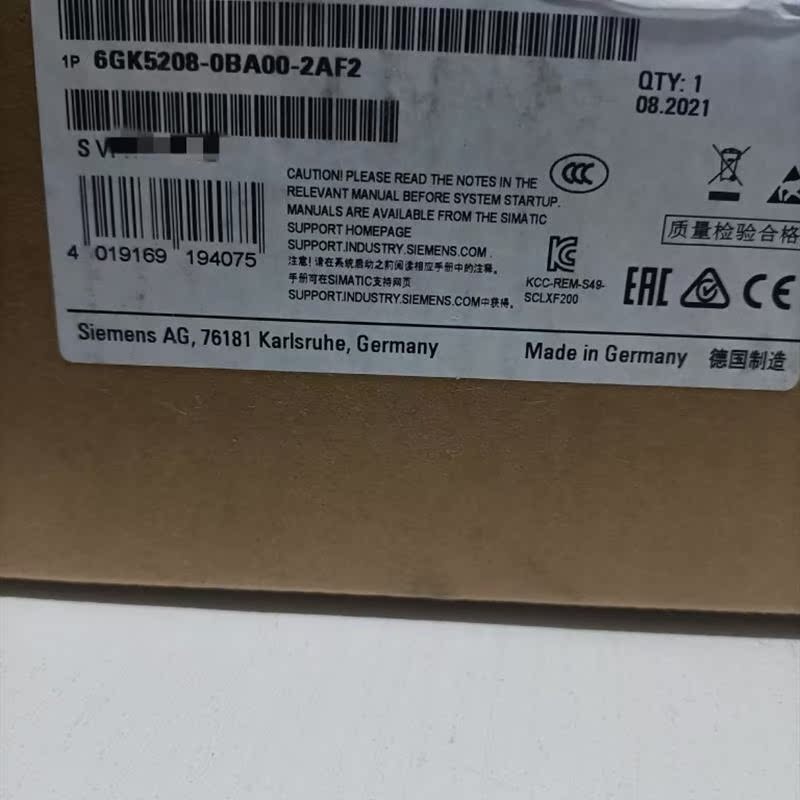 1P 6GK5208-0BA00-2AF2
QTY: 1
08.2021
S V
4 019169 194075
CAUTION! PLEASE READ THE NOTES IN THE
RELEVANT MANUAL BEFORE SYSTEM STARTUP.
MANUALS ARE AVAILABLE FROM THE SIMATIC
SUPPORT HOMEPAGE
SUPPORT.INDUSTRY.SIEMENS.COM.
注意!请在系统启动之前阅读相应手册中的注释。
手册可在SIMATIC支持网页
SUPPORT.INDUSTRY.SIEMENS.COM中获得。
CCC
KCC-REM-S49-
SCLXF200
质量检验合格
EAC
CE
Siemens AG, 76181 Karlsruhe, Germany
Made in Germany 德国制造